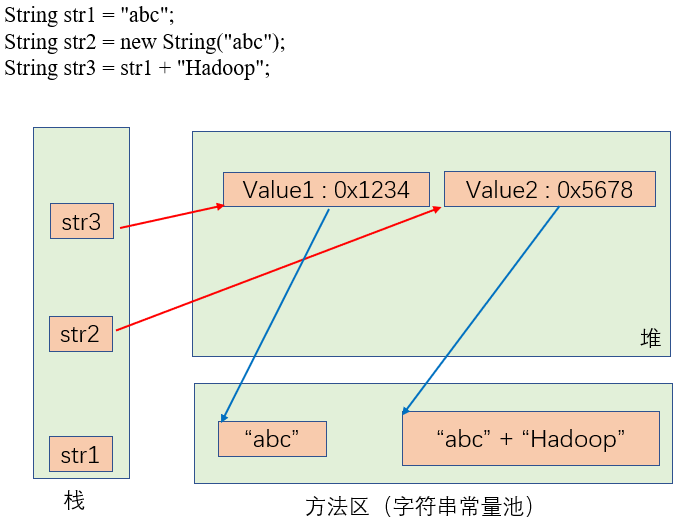 String str1 = "abc";
String str2 = new String("abc");
String str3 = str1 + "Hadoop";
Value1 : 0x1234
Value2 : 0x5678
str3
str2
堆
str1
“abc”
“abc” + “Hadoop”
栈
方法区（字符串常量池）